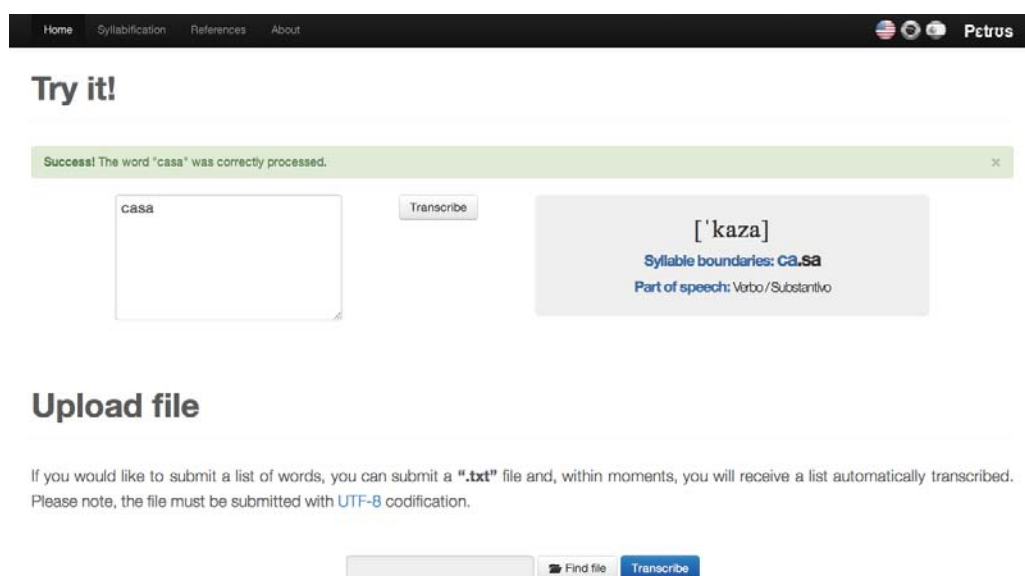 Home Syllabification References About Pɛtrʊs
Try it!
Success! The word "casa" was correctly processed. ×
casa Transcribe
[ˈkaza]
Syllable boundaries: ca.sa
Part of speech: Verbo / Substantivo
Upload file
If you would like to submit a list of words, you can submit a “.txt” file and, within moments, you will receive a list automatically transcribed.
Please note, the file must be submitted with UTF-8 codification.
Find file Transcribe